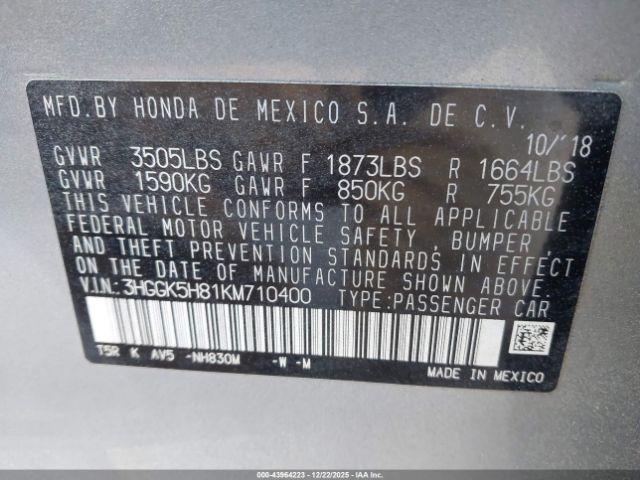 MFD.BY HONDA DE MEXICO S.A. DE C.V.
10/'18
GVWR 3505LBS GAWR F 1873LBS R 1664LBS
GVWR 1590KG GAWR F 850KG R 755KG
THIS VEHICLE CONFORMS TO ALL APPLICABLE
FEDERAL MOTOR VEHICLE SAFETY, BUMPER,
AND THEFT PREVENTION STANDARDS IN EFFECT
ON THE DATE OF MANUFACTURE SHOWN ABOVE.
V.I.N.:3HGGK5H81KM710400 TYPE:PASSENGER CAR
T5R K AV5 -NH830M -W -M
MADE IN MEXICO
000-43964223 | 12/22/2025 | COPART.COM